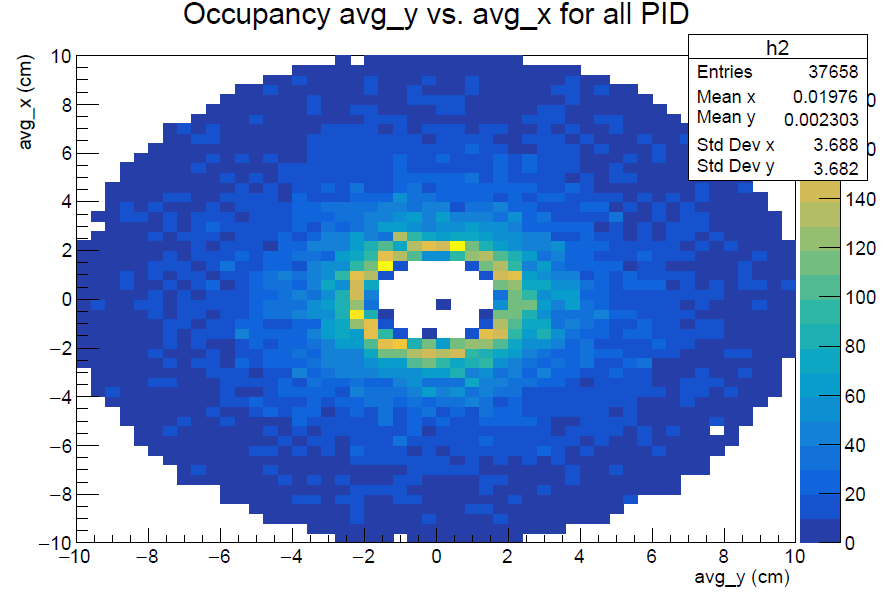 Occupancy avg_y vs. avg_x for all PID
h2
Entries 37658
Mean x 0.01976
Mean y 0.002303
Std Dev x 3.688
Std Dev y 3.682
avg_x (cm)
10
8
6
4
2
0
−2
−4
−6
−8
−10
−10 −8 −6 −4 −2 0 2 4 6 8 10
avg_y (cm)
140
120
100
80
60
40
20
0